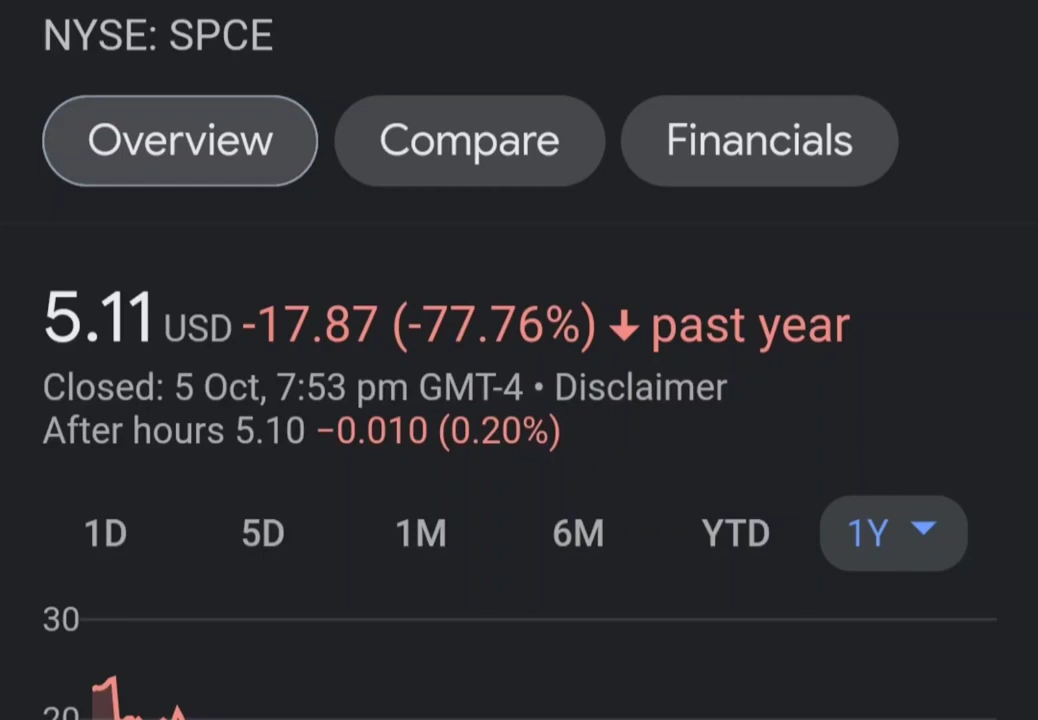 NYSE: SPCE
Overview Compare Financials
5.11 USD -17.87 (-77.76%) ↓ past year
Closed: 5 Oct, 7:53 pm GMT-4 • Disclaimer
After hours 5.10 −0.010 (0.20%)
1D 5D 1M 6M YTD 1Y
30
20